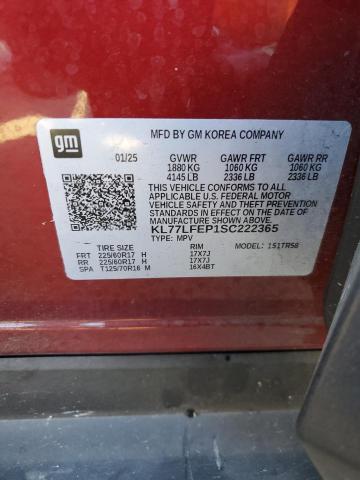 gm
MFD BY GM KOREA COMPANY
01/25 GVWR GAWR FRT GAWR RR
1880 KG 1060 KG 1060 KG
4145 LB 2336 LB 2336 LB
THIS VEHICLE CONFORMS TO ALL
APPLICABLE U.S. FEDERAL MOTOR
VEHICLE SAFETY AND THEFT PREVENTION
STANDARDS IN EFFECT ON THE DATE OF
MANUFACTURE SHOWN ABOVE.
KL77LFEP1SC222365
TYPE: MPV
TIRE SIZE RIM MODEL: 1S1TR58
FRT 225/60R17 H 17X7J
RR 225/60R17 H 17X7J
SPA T125/70R16 M 16X4BT